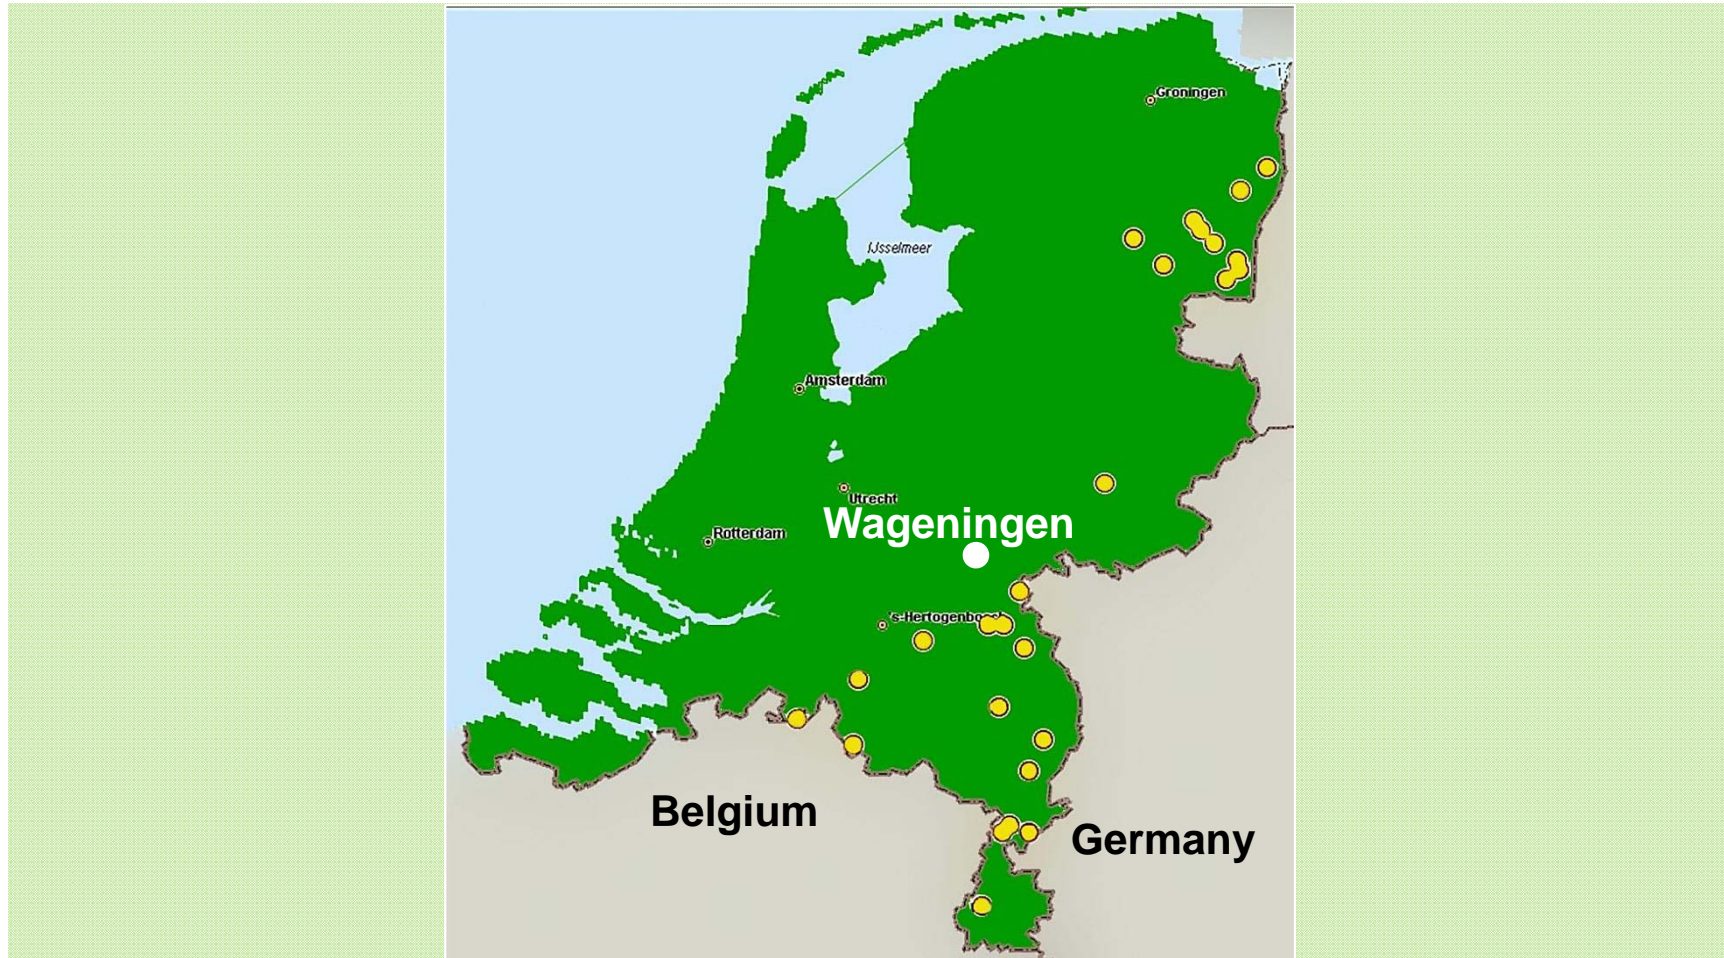 Groningen
IJsselmeer
Amsterdam
Utrecht
Wageningen
Rotterdam
's-Hertogenbosch
Belgium
Germany